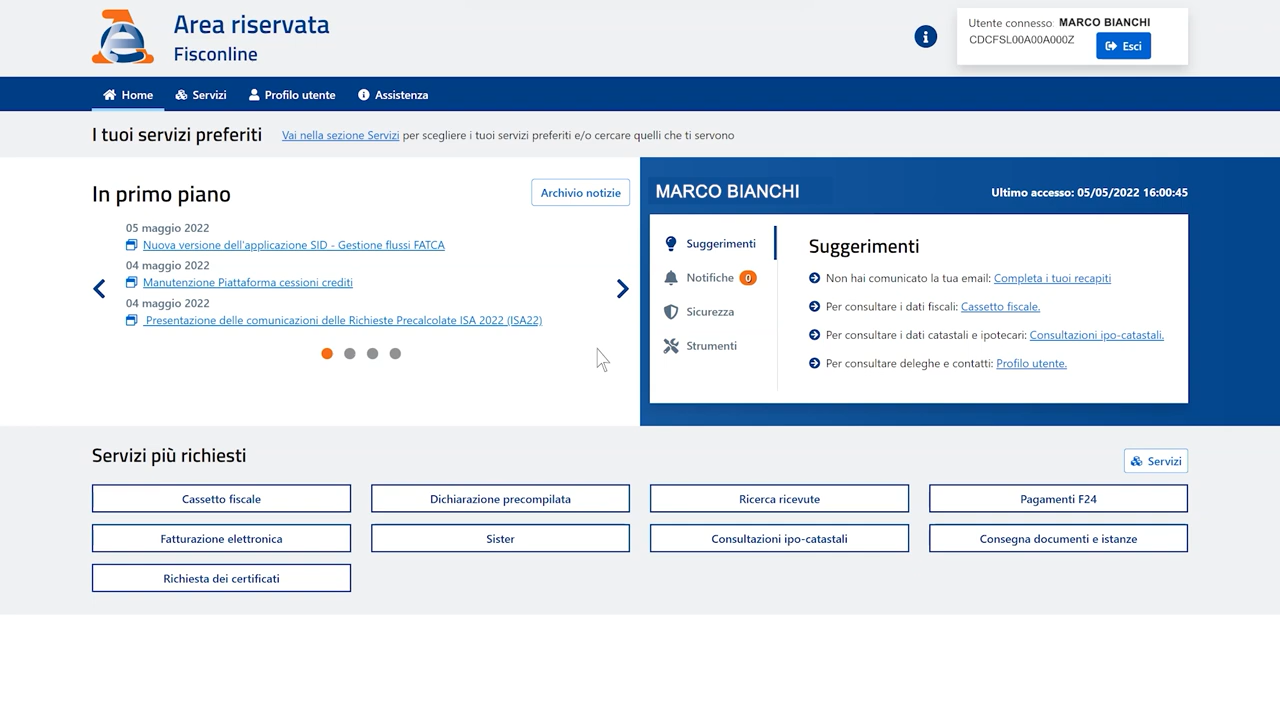 Area riservata
Fisconline
Utente connesso: MARCO BIANCHI
CDCFSL00A00A000Z
Esci
Home Servizi Profilo utente Assistenza
I tuoi servizi preferiti Vai nella sezione Servizi per scegliere i tuoi servizi preferiti e/o cercare quelli che ti servono
In primo piano
Archivio notizie
05 maggio 2022
Nuova versione dell'applicazione SID - Gestione flussi FATCA
04 maggio 2022
Manutenzione Piattaforma cessioni crediti
04 maggio 2022
Presentazione delle comunicazioni delle Richieste Precalcolate ISA 2022 (ISA22)
MARCO BIANCHI
Ultimo accesso: 05/05/2022 16:00:45
Suggerimenti
Notifiche 0
Sicurezza
Strumenti
Suggerimenti
Non hai comunicato la tua email: Completa i tuoi recapiti
Per consultare i dati fiscali: Cassetto fiscale.
Per consultare i dati catastali e ipotecari: Consultazioni ipo-catastali.
Per consultare deleghe e contatti: Profilo utente.
Servizi più richiesti
Servizi
Cassetto fiscale
Dichiarazione precompilata
Ricerca ricevute
Pagamenti F24
Fatturazione elettronica
Sister
Consultazioni ipo-catastali
Consegna documenti e istanze
Richiesta dei certificati